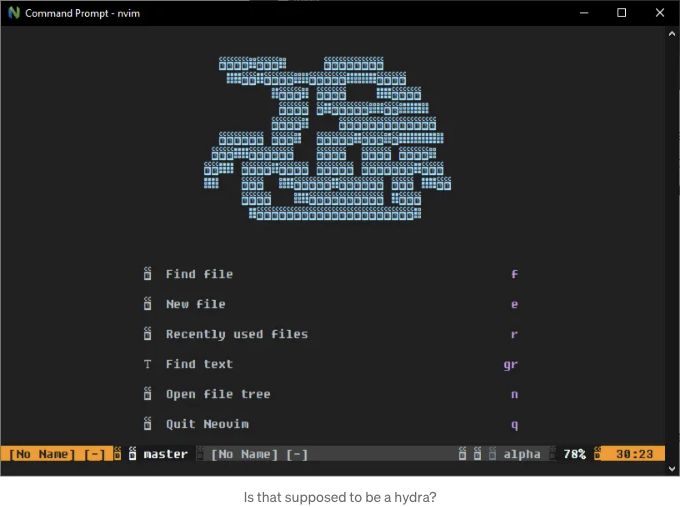 Command Prompt - nvim
Find file f
New file e
Recently used files r
T Find text gr
Open file tree n
Quit Neovim q
[No Name] [-] master [No Name] [-] alpha 78% 30:23
Is that supposed to be a hydra?